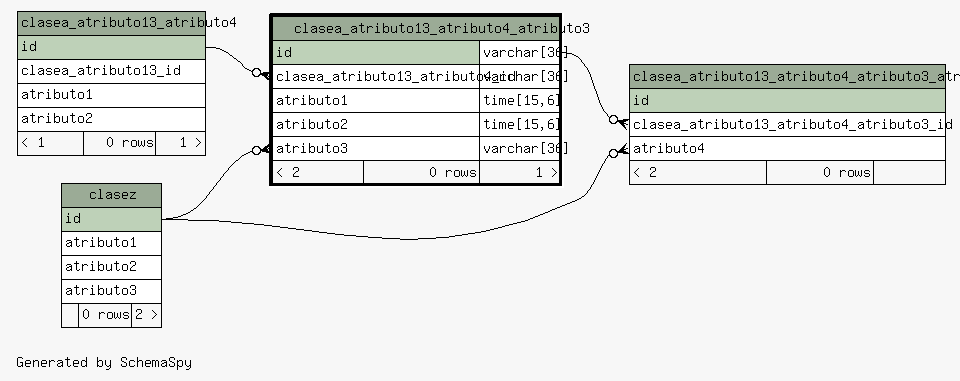 clasea_atributo13_atributo4
id
clasea_atributo13_id
atributo1
atributo2
< 1 0 rows 1 >
clasea_atributo13_atributo4_atributo3
id varchar[36]
clasea_atributo13_atributo4_id varchar[36]
atributo1 time[15,6]
atributo2 time[15,6]
atributo3 varchar[36]
< 2 0 rows 1 >
clasea_atributo13_atributo4_atributo3_atr
id
clasea_atributo13_atributo4_atributo3_id
atributo4
< 2 0 rows
clasez
id
atributo1
atributo2
atributo3
0 rows 2 >
Generated by SchemaSpy